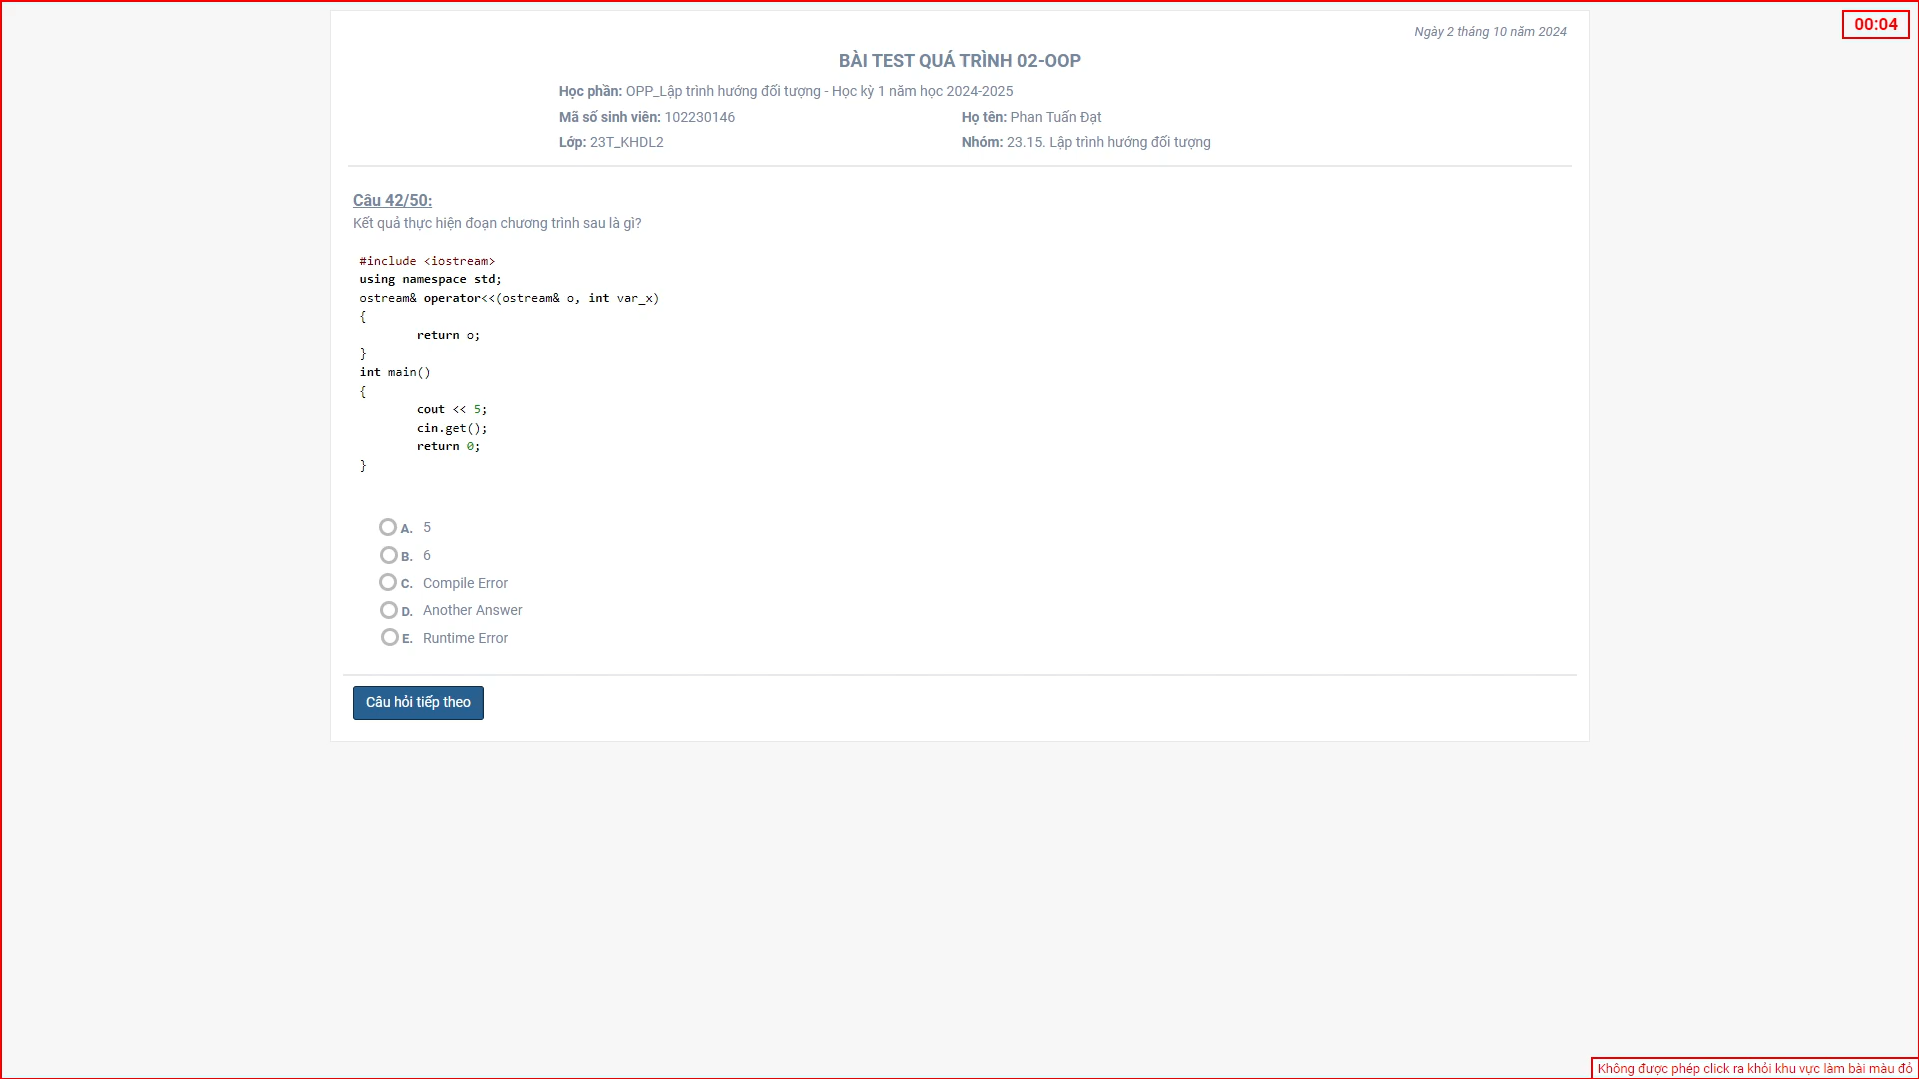 Ngày 2 tháng 10 năm 2024
00:04
BÀI TEST QUÁ TRÌNH 02-OOP
Học phần: OPP_Lập trình hướng đối tượng - Học kỳ 1 năm học 2024-2025
Mã số sinh viên: 102230146 Họ tên: Phan Tuấn Đạt
Lớp: 23T_KHDL2 Nhóm: 23.15. Lập trình hướng đối tượng
Câu 42/50:
Kết quả thực hiện đoạn chương trình sau là gì?
#include <iostream>
using namespace std;
ostream& operator<<(ostream& o, int var_x)
{
return o;
}
int main()
{
cout << 5;
cin.get();
return 0;
}
A. 5
B. 6
C. Compile Error
D. Another Answer
E. Runtime Error
Câu hỏi tiếp theo
Không được phép click ra khỏi khu vực làm bài màu đỏ